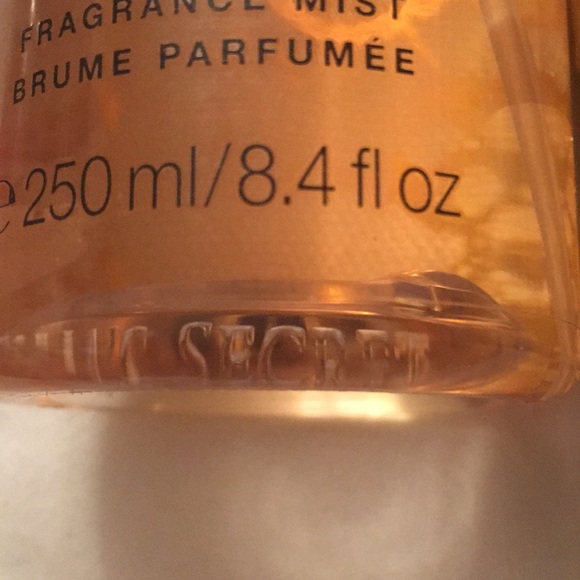 FRAGRANCE MIST
BRUME PARFUMÉE
e 250 ml/8.4 fl oz
SECRET